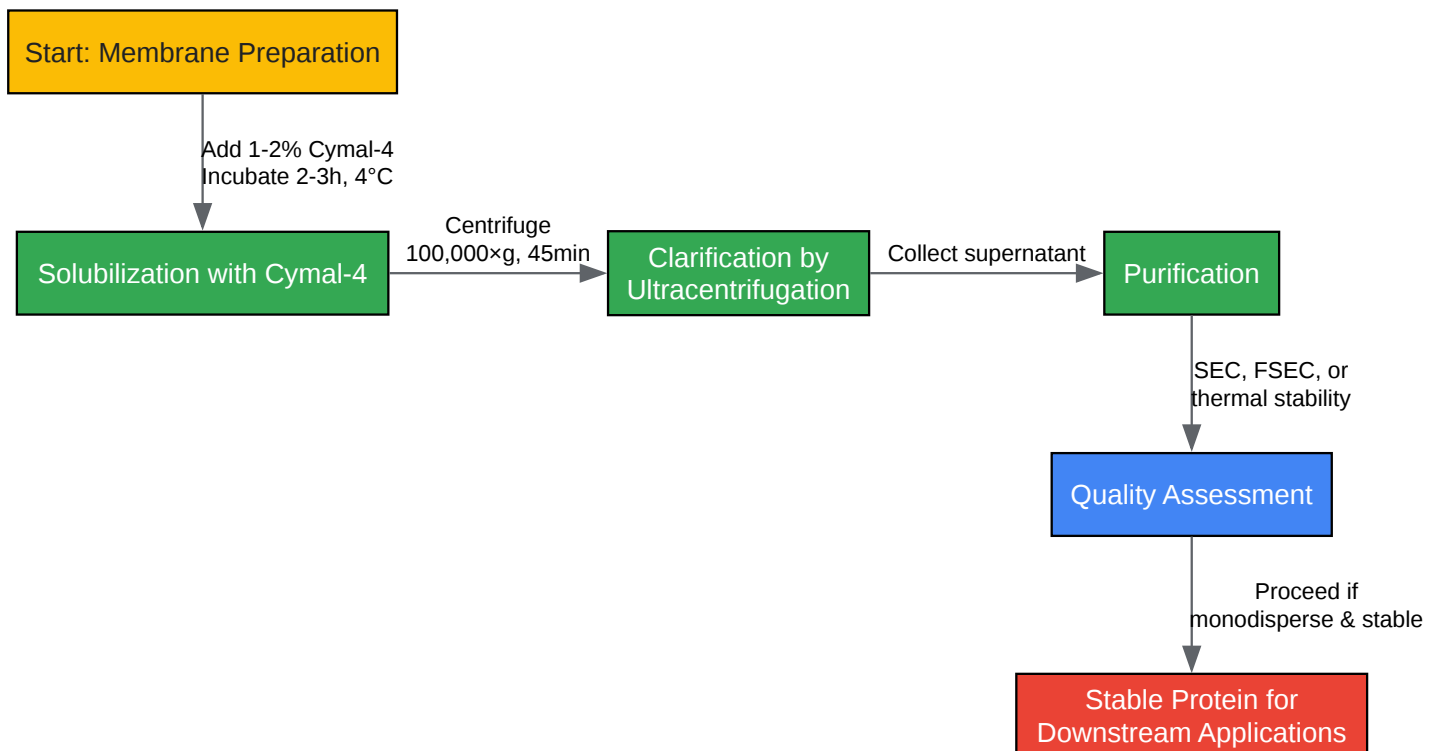 Start: Membrane Preparation
Add 1-2% Cymal-4
Incubate 2-3h, 4°C
Solubilization with Cymal-4
Centrifuge
100,000×g, 45min
Clarification by
Ultracentrifugation
Collect supernatant
Purification
SEC, FSEC, or
thermal stability
Quality Assessment
Proceed if
monodisperse & stable
Stable Protein for
Downstream Applications